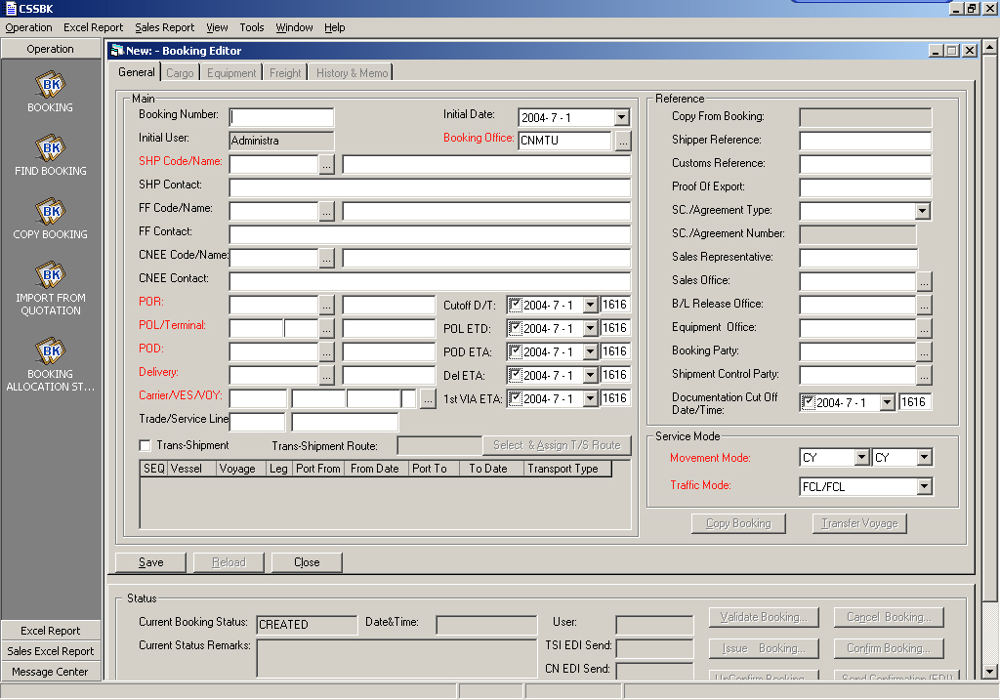 CSSBK
Operation Excel Report Sales Report View Tools Window Help
Operation
BOOKING
FIND BOOKING
COPY BOOKING
IMPORT FROM
QUOTATION
BOOKING
ALLOCATION ST...
Excel Report
Sales Excel Report
Message Center
New: - Booking Editor
General Cargo Equipment Freight History & Memo
Main
Booking Number: Initial Date: 2004- 7 - 1
Initial User: Administra Booking Office: CNMTU ...
SHP Code/Name: ...
SHP Contact:
FF Code/Name: ...
FF Contact:
CNEE Code/Name: ...
CNEE Contact:
POR: ... Cutoff D/T: 2004- 7 - 1 1616
POL/Terminal: ... POL ETD: 2004- 7 - 1 1616
POD: ... POD ETA: 2004- 7 - 1 1616
Delivery: ... Del ETA: 2004- 7 - 1 1616
Carrier/VES/VOY: ... 1st VIA ETA: 2004- 7 - 1 1616
Trade/Service Line
Trans-Shipment Trans-Shipment Route: Select & Assign T/S Route
SEQ Vessel Voyage Leg Port From From Date Port To To Date Transport Type
Reference
Copy From Booking:
Shipper Reference:
Customs Reference:
Proof Of Export:
SC./Agreement Type:
SC./Agreement Number:
Sales Representative:
Sales Office: ...
B/L Release Office: ...
Equipment Office: ...
Booking Party: ...
Shipment Control Party: ...
Documentation Cut Off
Date/Time: 2004- 7 - 1 1616
Service Mode
Movement Mode: CY CY
Traffic Mode: FCL/FCL
Copy Booking Transfer Voyage
Save Reload Close
Status
Current Booking Status: CREATED Date&Time: User: Validate Booking... Cancel Booking...
Current Status Remarks: TSI EDI Send: Issue Booking... Confirm Booking...
CN EDI Send: UnConfirm Booking Send Confirmation (EDI)